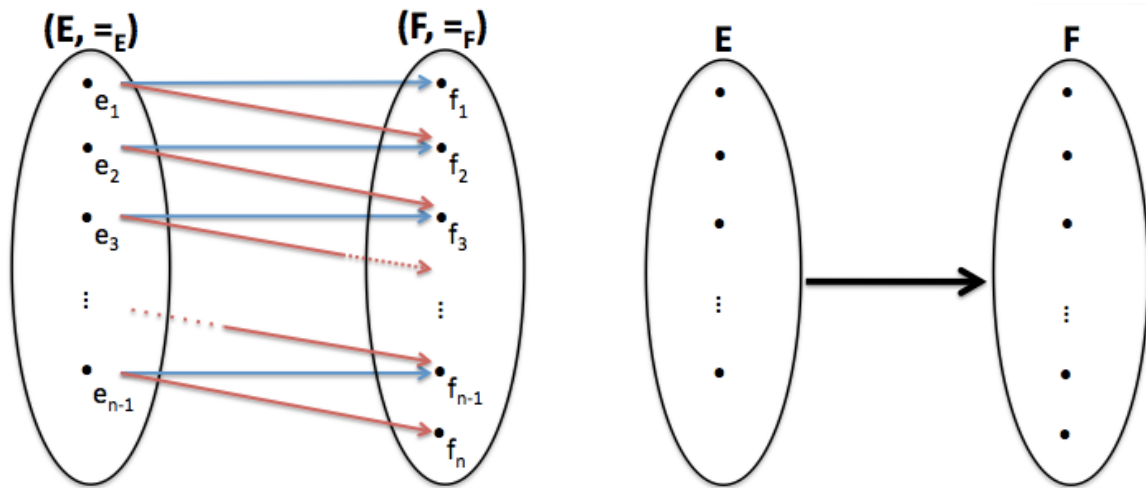 (E, =E) (F, =F) E F
e1 f1
e2 f2
e3 f3
⋮ ⋮ ⋮ ⋮
en-1 fn-1
fn